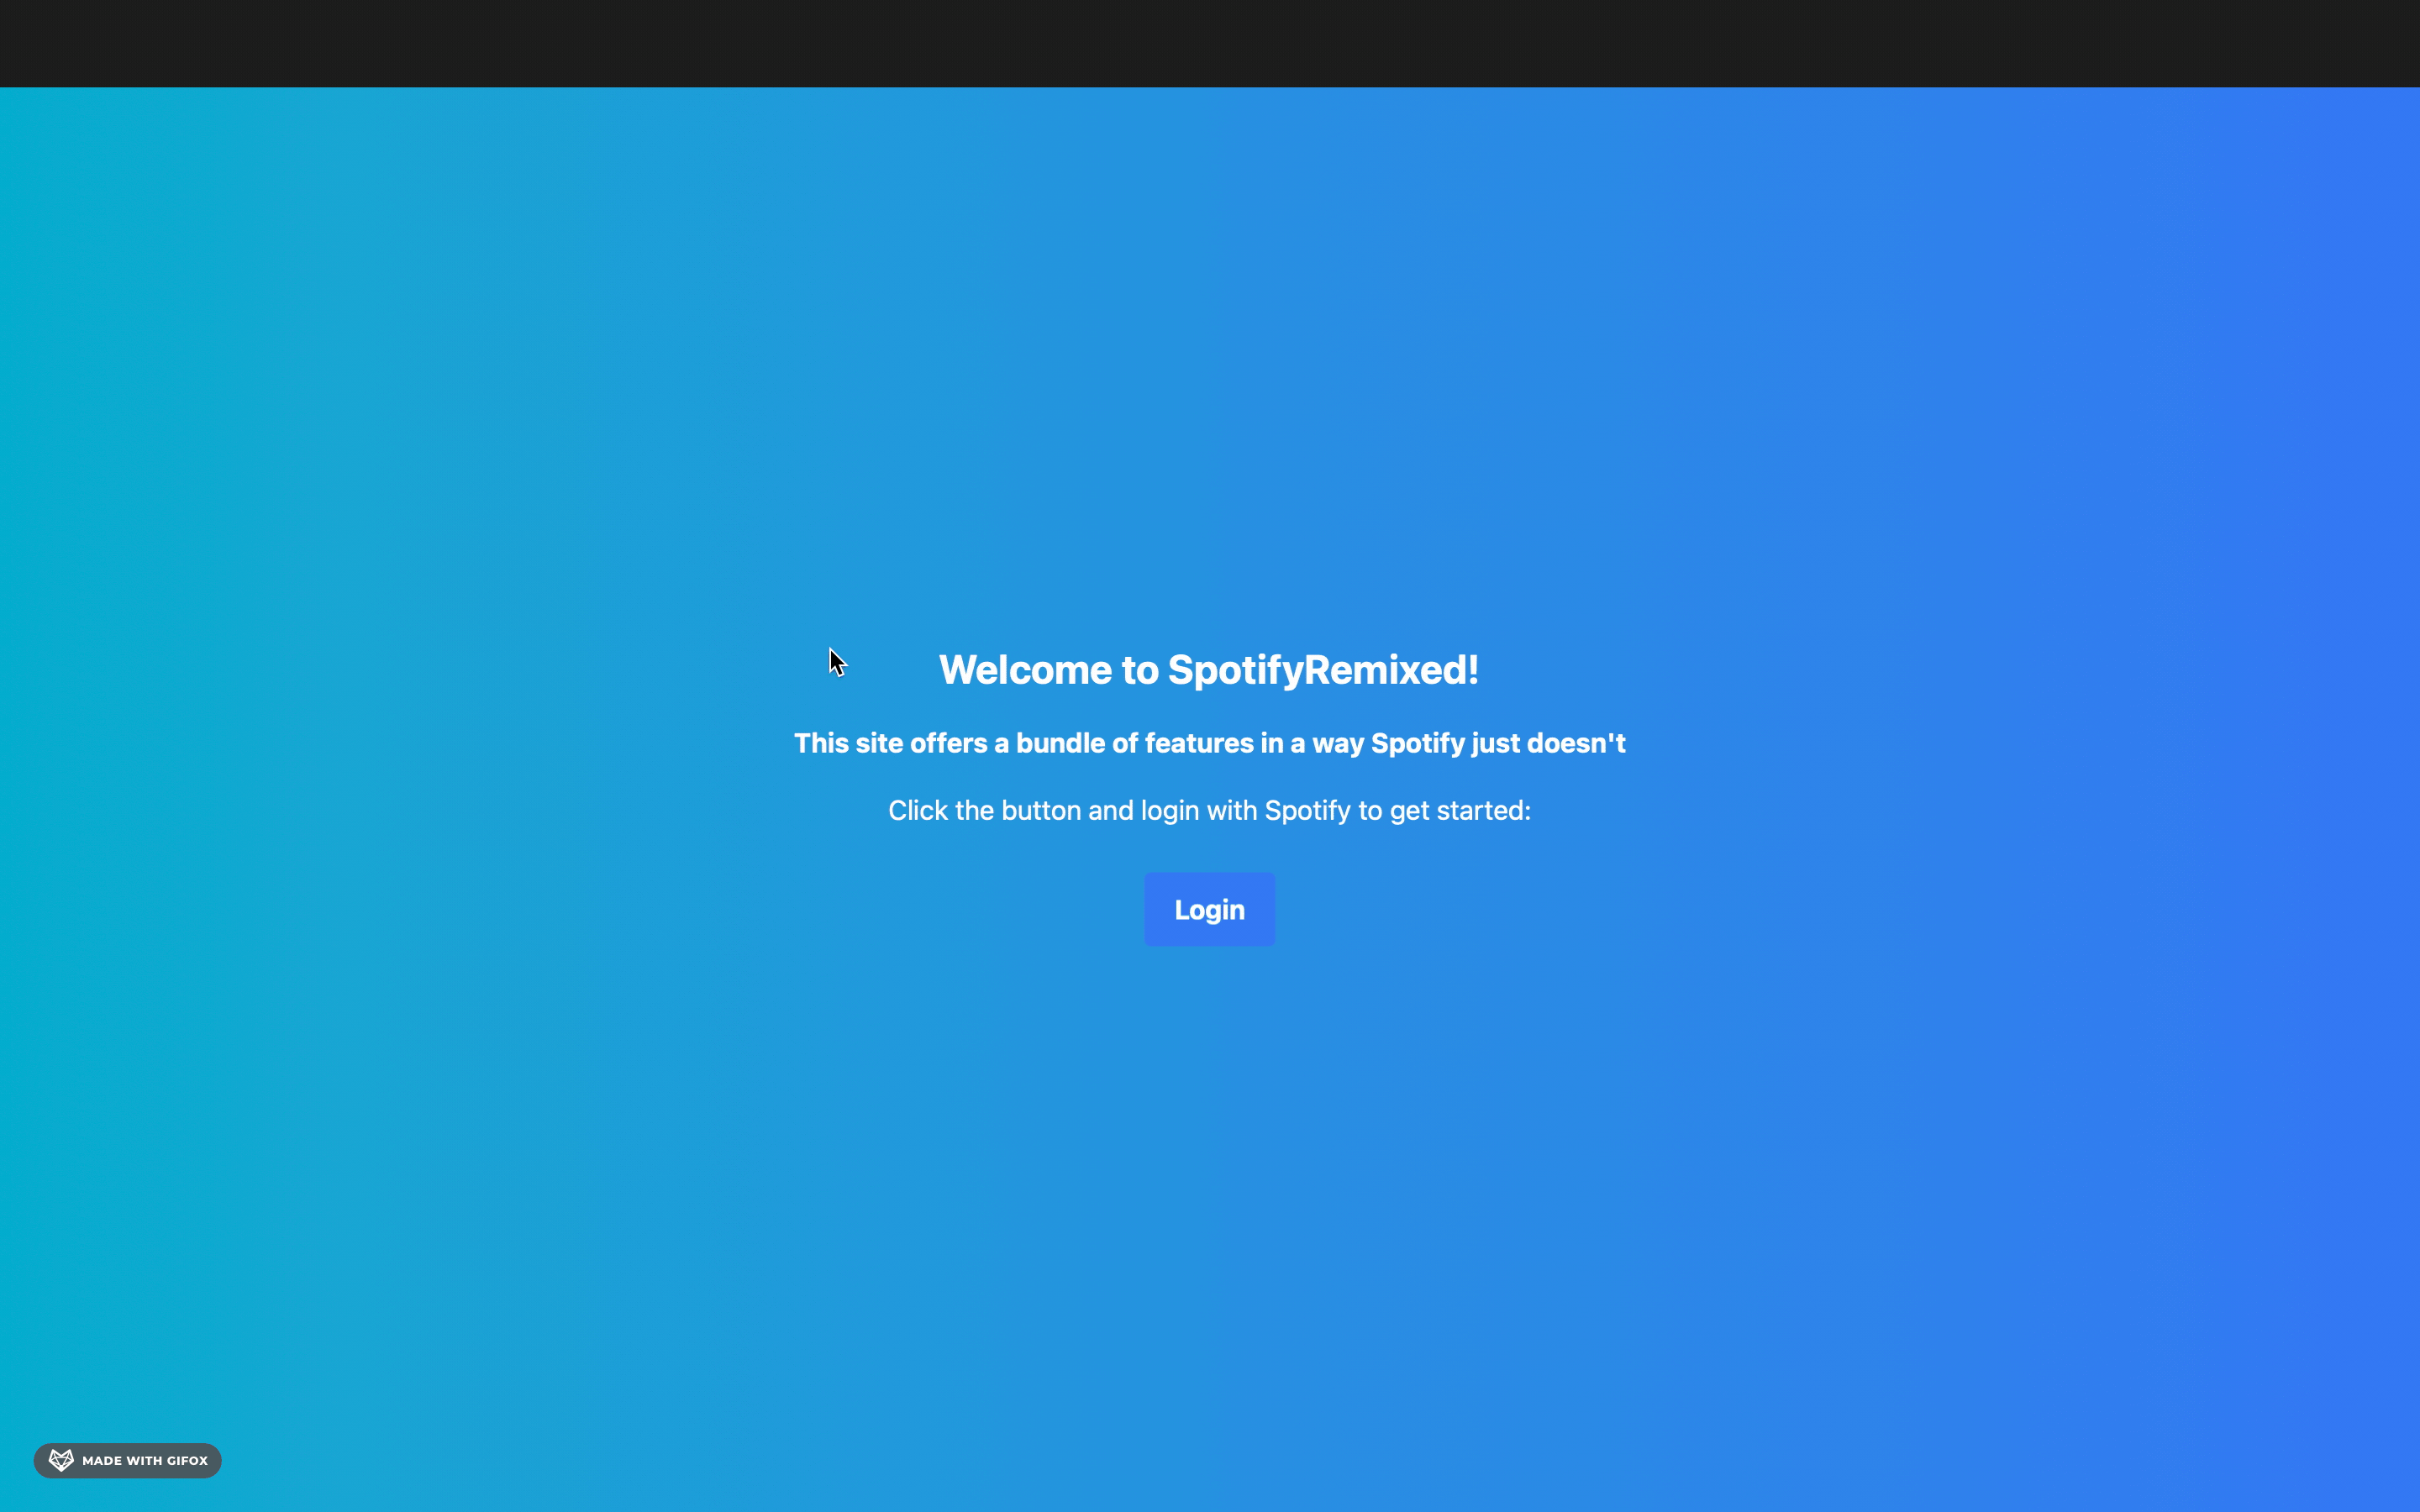 Welcome to SpotifyRemixed!
This site offers a bundle of features in a way Spotify just doesn't
Click the button and login with Spotify to get started:
Login
MADE WITH GIFOX